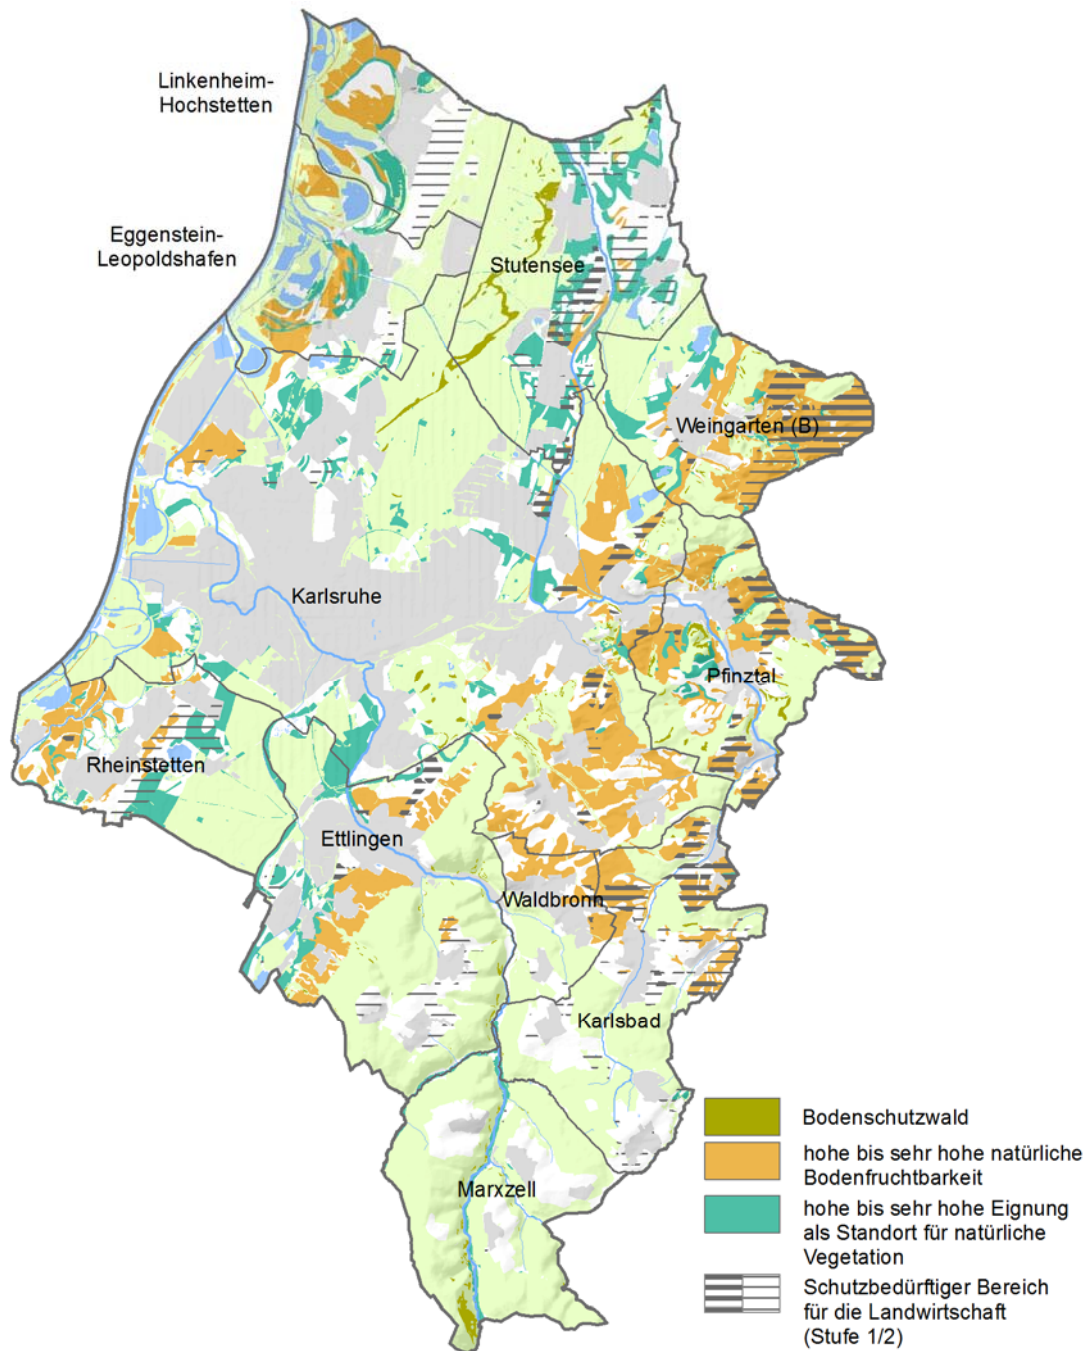 Linkenheim-
Hochstetten
Eggenstein-
Leopoldshafen
Stutensee
Weingarten (B)
Karlsruhe
Pfinztal
Rheinstetten
Ettlingen
Waldbronn
Karlsbad
Marxzell
Bodenschutzwald
hohe bis sehr hohe natürliche
Bodenfruchtbarkeit
hohe bis sehr hohe Eignung
als Standort für natürliche
Vegetation
Schutzbedürftiger Bereich
für die Landwirtschaft
(Stufe 1/2)